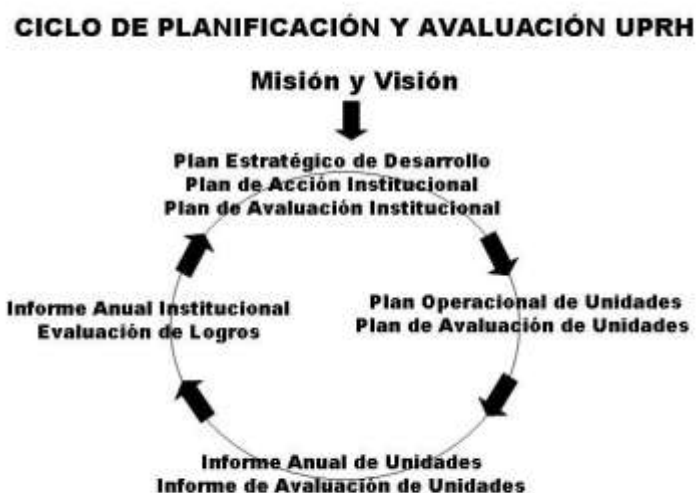 CICLO DE PLANIFICACIÓN Y AVALUACIÓN UPRH
Misión y Visión
Plan Estratégico de Desarrollo
Plan de Acción Institucional
Plan de Avaluación Institucional
Plan Operacional de Unidades
Plan de Avaluación de Unidades
Informe Anual de Unidades
Informe de Avaluación de Unidades
Informe Anual Institucional
Evaluación de Logros